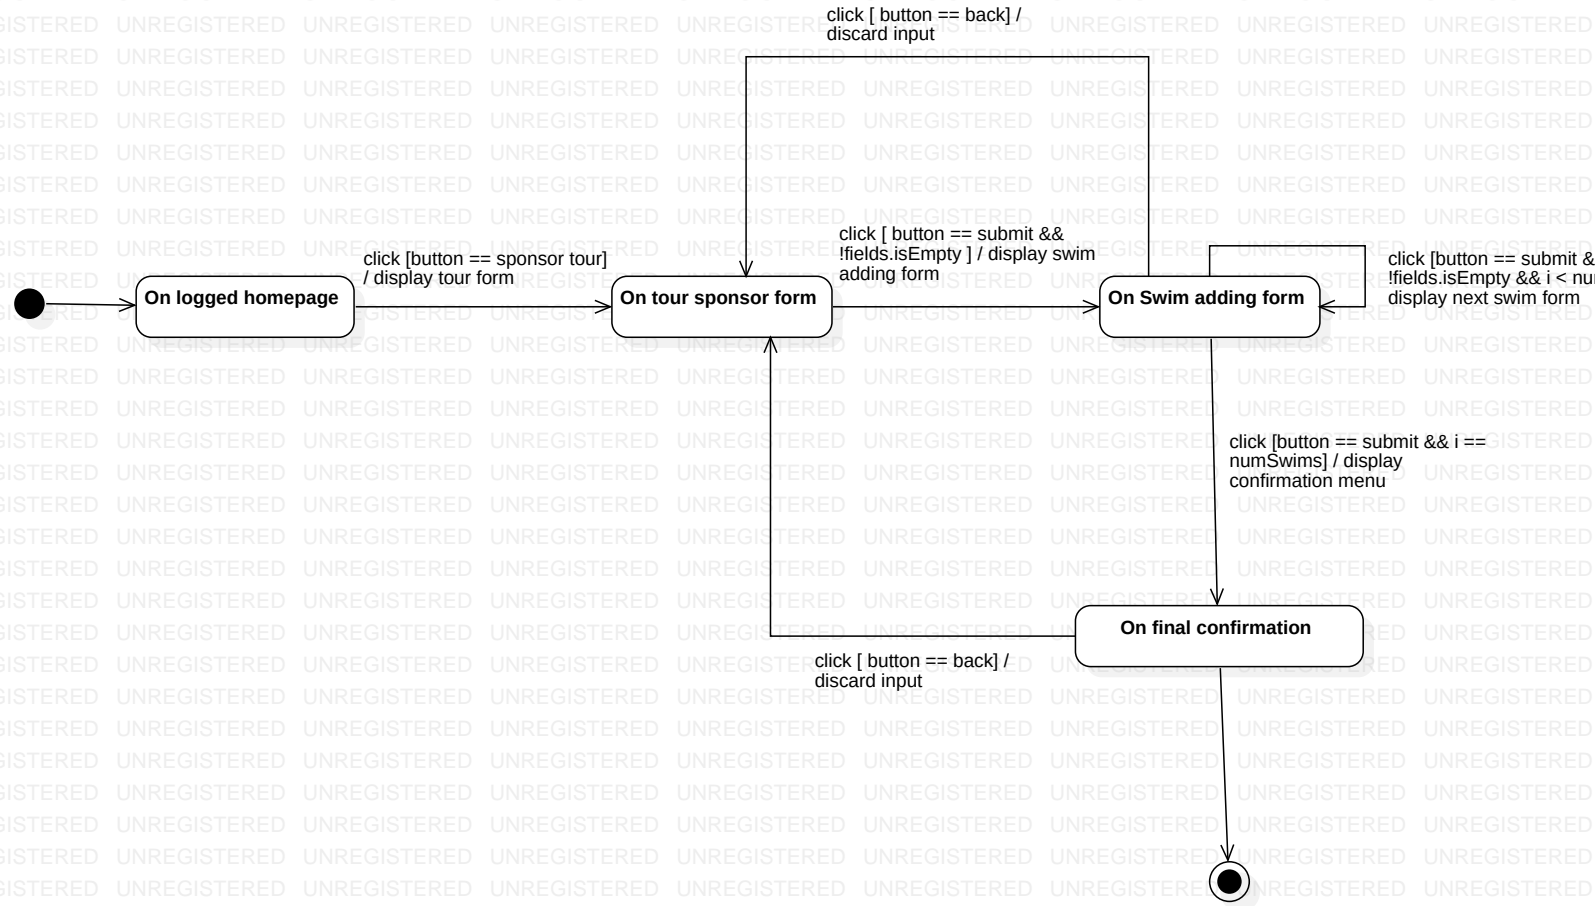 click [ button == back] /
discard input
click [ button == submit &&
!fields.isEmpty ] / display swim
adding form
click [button == sponsor tour]
/ display tour form
click [button == submit &
!fields.isEmpty && i <
display next swim form
On logged homepage
On tour sponsor form
On Swim adding form
click [button == submit && i ==
numSwims] / display
confirmation menu
On final confirmation
click [ button == back] /
discard input
UNREGISTERED